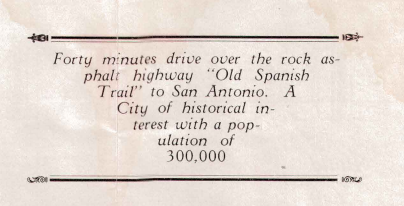 Forty minutes drive over the rock as-
phalt highway "Old Spanish
Trail" to San Antonio. A
City of historical in-
terest with a pop-
ulation of
300,000